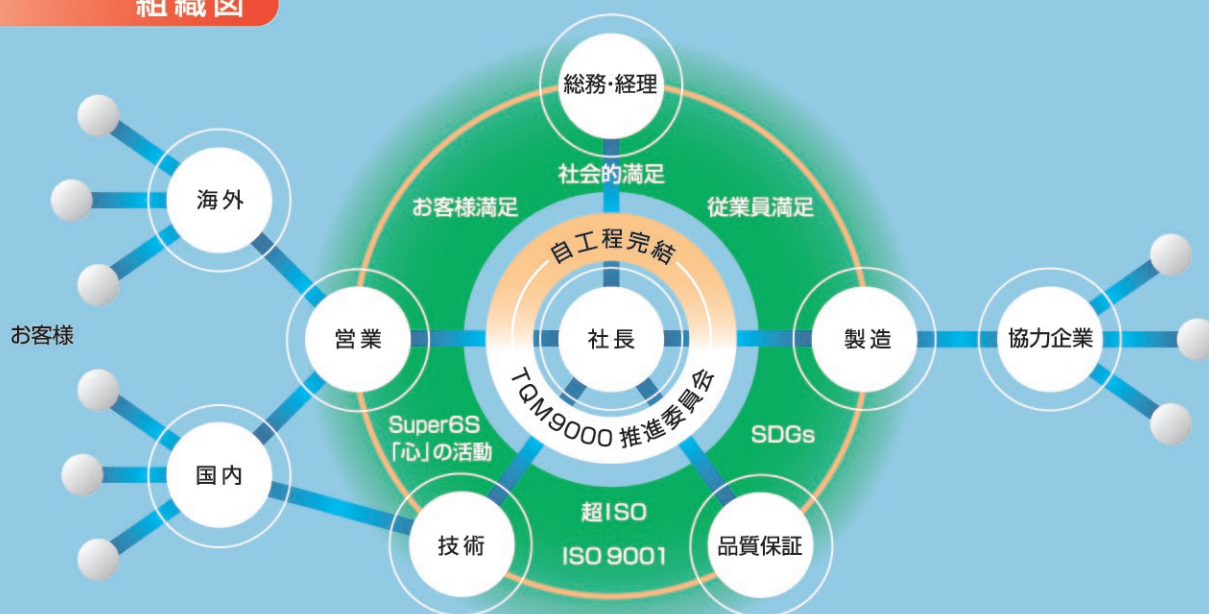 組織図
総務・経理
社会的満足
お客様満足
従業員満足
海外
自工程完結
お客様
営業
社長
製造
協力企業
TQM9000 推進委員会
Super6S
「心」の活動
SDGs
国内
超ISO
技術
ISO 9001
品質保証